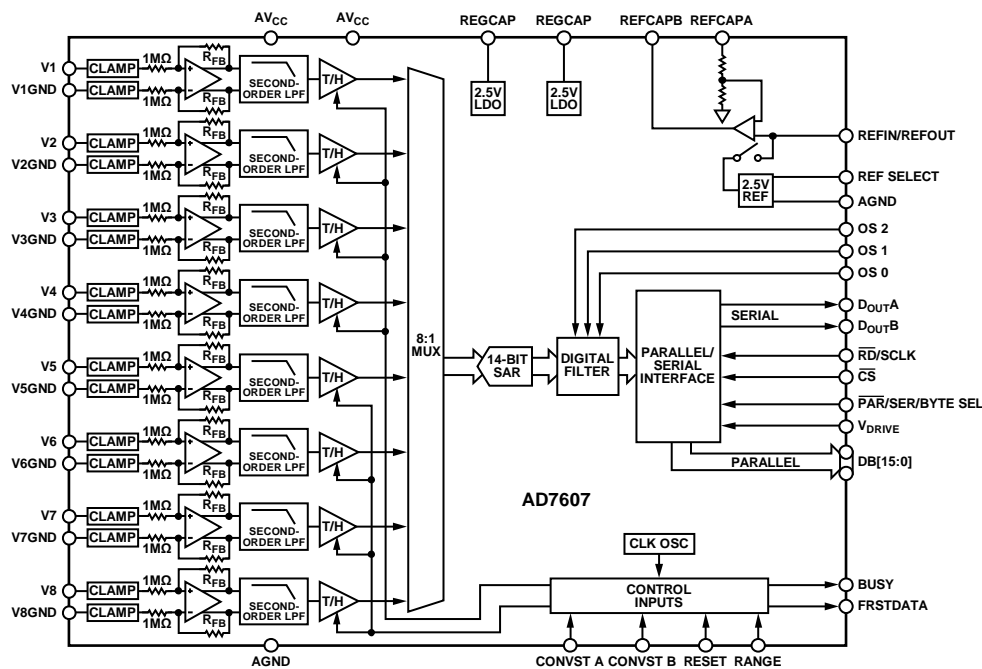 AVCC
AVCC
REGCAP
REGCAP
REFCAPB
REFCAPA
V1
CLAMP
1MΩ
RFB
V1GND
CLAMP
1MΩ
RFB
SECOND-
ORDER LPF
T/H
V2
CLAMP
1MΩ
RFB
V2GND
CLAMP
1MΩ
RFB
SECOND-
ORDER LPF
T/H
V3
CLAMP
1MΩ
RFB
V3GND
CLAMP
1MΩ
RFB
SECOND-
ORDER LPF
T/H
V4
CLAMP
1MΩ
RFB
V4GND
CLAMP
1MΩ
RFB
SECOND-
ORDER LPF
T/H
V5
CLAMP
1MΩ
RFB
V5GND
CLAMP
1MΩ
RFB
SECOND-
ORDER LPF
T/H
V6
CLAMP
1MΩ
RFB
V6GND
CLAMP
1MΩ
RFB
SECOND-
ORDER LPF
T/H
V7
CLAMP
1MΩ
RFB
V7GND
CLAMP
1MΩ
RFB
SECOND-
ORDER LPF
T/H
V8
CLAMP
1MΩ
RFB
V8GND
CLAMP
1MΩ
RFB
SECOND-
ORDER LPF
T/H
AGND
8:1
MUX
2.5V
LDO
2.5V
LDO
2.5V
REF
REFIN/REFOUT
REF SELECT
AGND
OS 2
OS 1
OS 0
14-BIT
SAR
DIGITAL
FILTER
PARALLEL/
SERIAL
INTERFACE
SERIAL
PARALLEL
DOUTA
DOUTB
RD/SCLK
CS
PAR/SER/BYTE SEL
VDRIVE
DB[15:0]
AD7607
CLK OSC
CONTROL
INPUTS
BUSY
FRSTDATA
CONVST A
CONVST B
RESET
RANGE